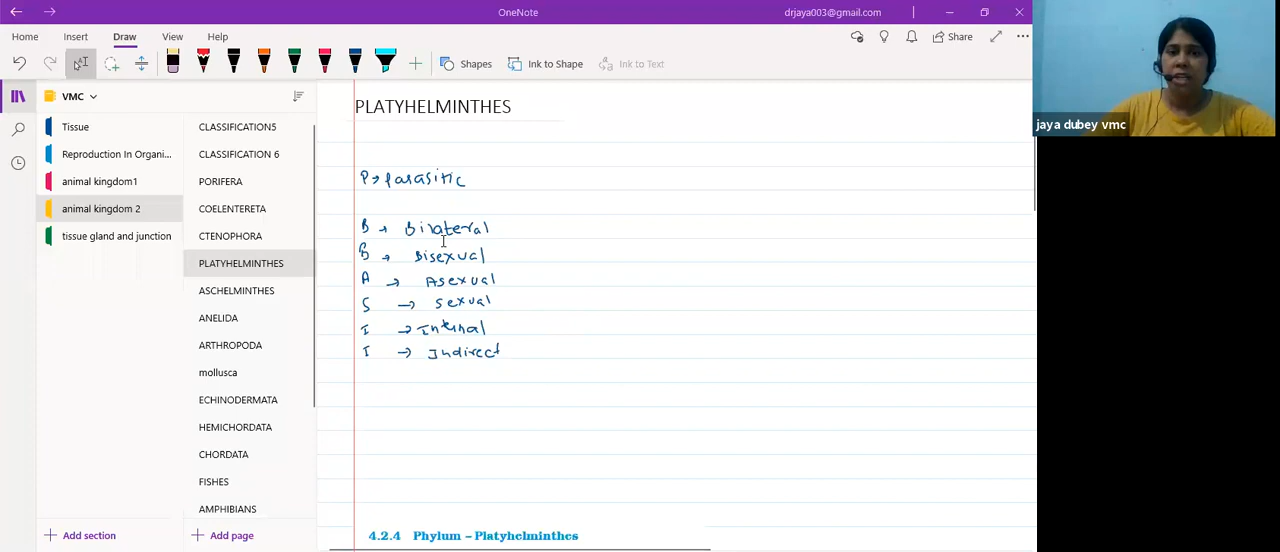 OneNote
drjaya003@gmail.com
Home
Insert
Draw
View
Help
Share
Shapes
Ink to Shape
Ink to Text
VMC
Tissue
Reproduction In Organi...
animal kingdom1
animal kingdom 2
tissue gland and junction
Add section
CLASSIFICATION5
CLASSIFICATION 6
PORIFERA
COELENTERETA
CTENOPHORA
PLATYHELMINTHES
ASCHELMINTHES
ANELIDA
ARTHROPODA
mollusca
ECHINODERMATA
HEMICHORDATA
CHORDATA
FISHES
AMPHIBIANS
Add page
PLATYHELMINTHES
P → Parasitic
B → Bilateral
B → Bisexual
A → Asexual
S → Sexual
I → Internal
I → Indirect
4.2.4 Phylum – Platyhelminthes
jaya dubey vmc